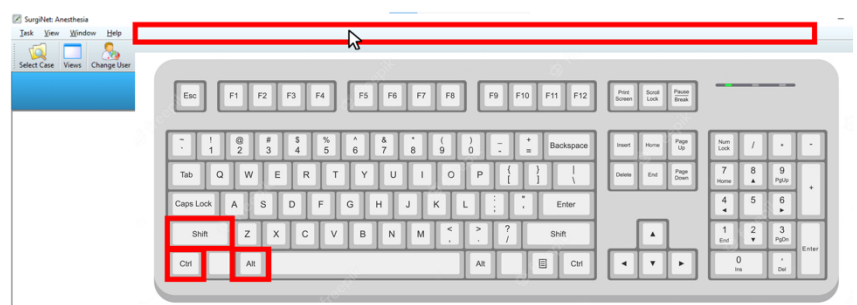 SurgiNet: Anesthesia
Task View Window Help
Select Case Views Change User
Esc F1 F2 F3 F4 F5 F6 F7 F8 F9 F10 F11 F12 Print Screen Scroll Lock Pause Break
~ ` ! 1 @ 2 # 3 $ 4 % 5 ^ 6 & 7 * 8 ( 9 ) 0 _ - + = Backspace Insert Home Page Up Num Lock / * -
Tab Q W E R T Y U I O P { [ } ] | \ Delete End Page Down 7 Home 8 ▲ 9 PgUp +
Caps Lock A S D F G H J K L : ; " ' Enter 4 ◄ 5 6 ►
Shift Z X C V B N M < , > . ? / Shift ▲ 1 End 2 ▼ 3 PgDn Enter
Ctrl Alt Alt Ctrl ◄ ▼ ► 0 Ins . Del